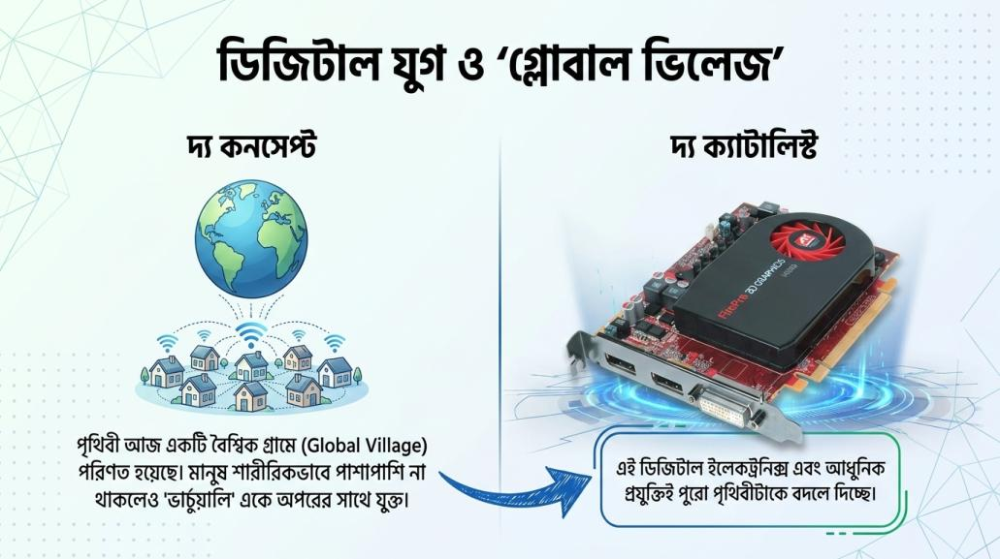 ডিজিটাল যুগ ও ‘গ্লোবাল ভিলেজ’
দ্য কনসেপ্ট
পৃথিবী আজ একটি বৈশ্বিক গ্রামে (Global Village)
পরিণত হয়েছে। মানুষ শারীরিকভাবে পাশাপাশি না
থাকলেও 'ভার্চুয়ালি' একে অপরের সাথে যুক্ত।
দ্য ক্যাটালিস্ট
ATI
FirePro 3D GRAPHICS
এই ডিজিটাল ইলেকট্রনিক্স এবং আধুনিক
প্রযুক্তিই পুরো পৃথিবীটাকে বদলে দিচ্ছে।